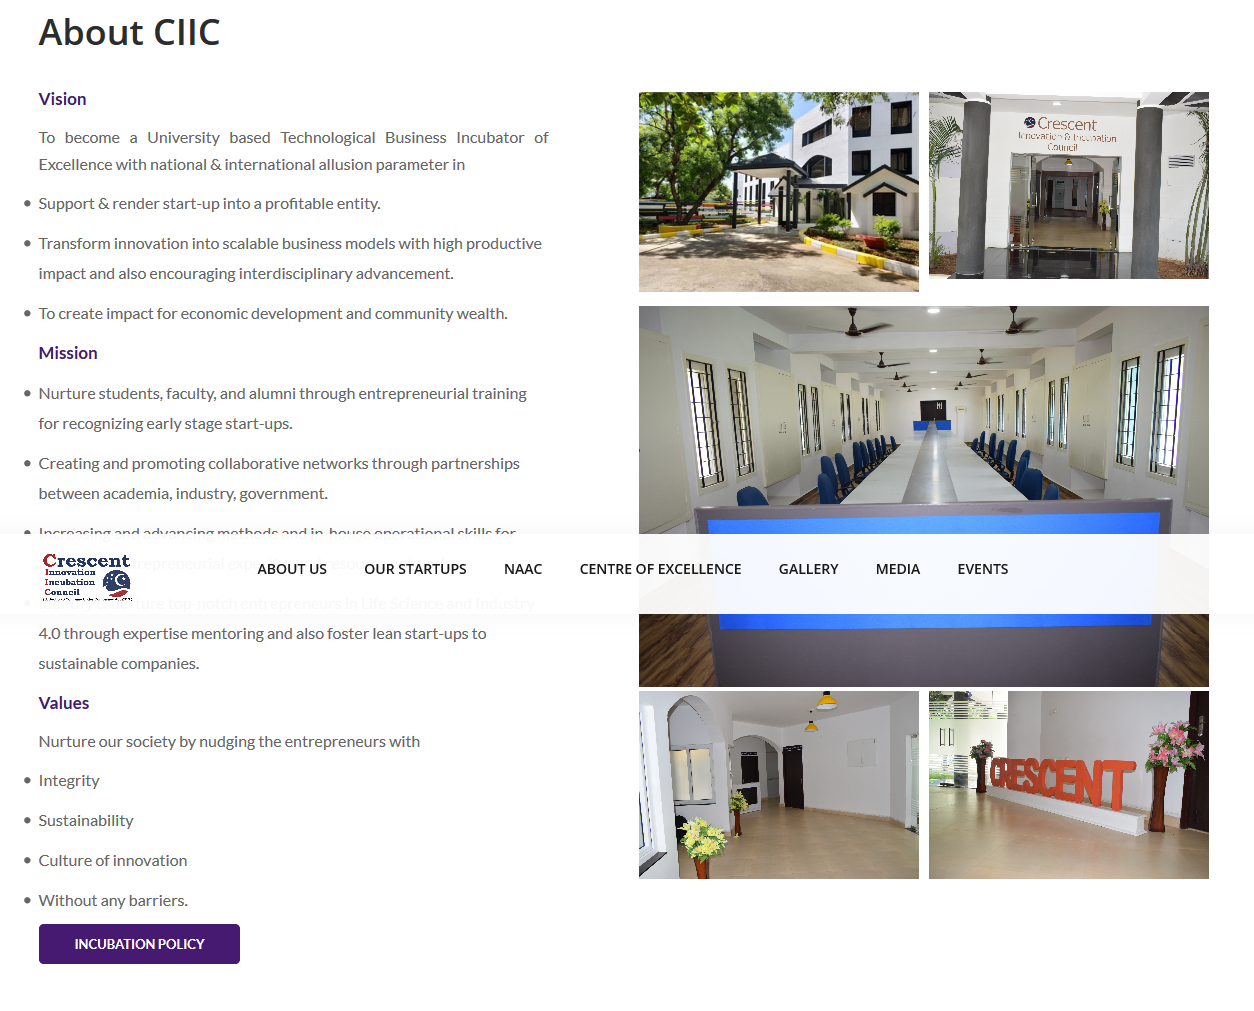 About CIIC
Vision
To become a University based Technological Business Incubator of
Excellence with national & international allusion parameter in
• Support & render start-up into a profitable entity.
• Transform innovation into scalable business models with high productive
impact and also encouraging interdisciplinary advancement.
• To create impact for economic development and community wealth.
Mission
• Nurture students, faculty, and alumni through entrepreneurial training
for recognizing early stage start-ups.
• Creating and promoting collaborative networks through partnerships
between academia, industry, government.
• Increasing and advancing methods and in-house operational skills for
Crescent
Innovation
Incubation
Council
ABOUT US
OUR STARTUPS
NAAC
CENTRE OF EXCELLENCE
GALLERY
MEDIA
EVENTS
top-notch entrepreneurs in Life Science and Industry
4.0 through expertise mentoring and also foster lean start-ups to
sustainable companies.
Values
Nurture our society by nudging the entrepreneurs with
• Integrity
• Sustainability
• Culture of innovation
• Without any barriers.
INCUBATION POLICY
Crescent
Innovation & Incubation
Council
CRESCENT